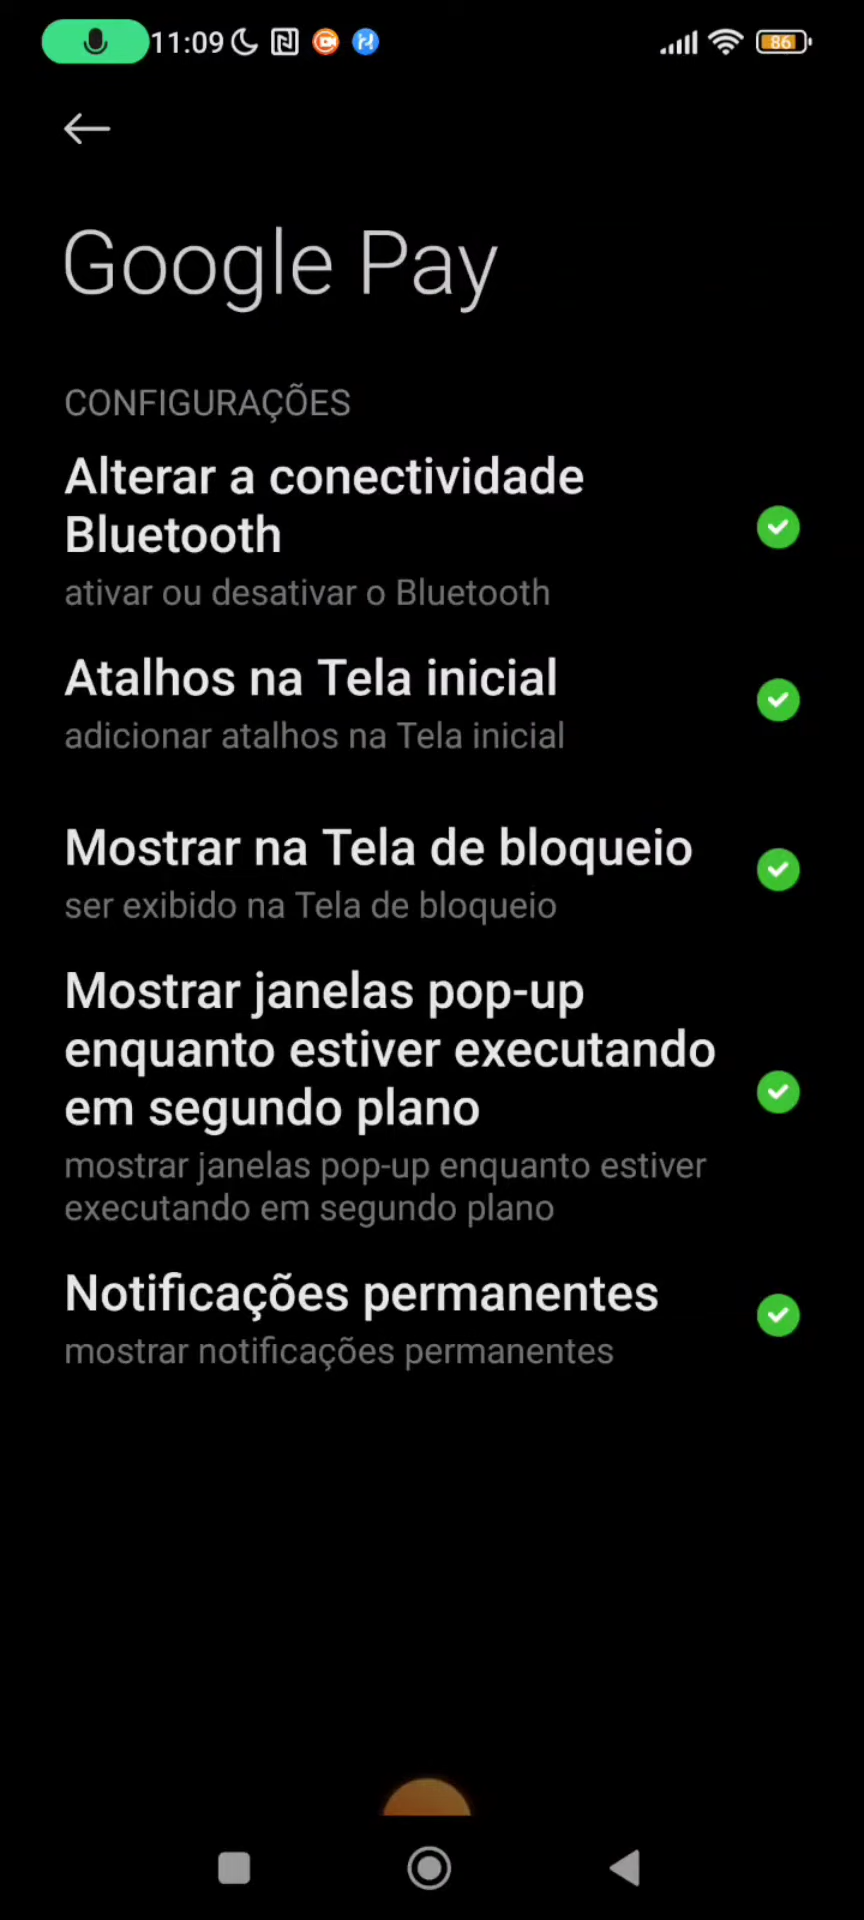 11:09
86
Google Pay
CONFIGURAÇÕES
Alterar a conectividade
Bluetooth
ativar ou desativar o Bluetooth
Atalhos na Tela inicial
adicionar atalhos na Tela inicial
Mostrar na Tela de bloqueio
ser exibido na Tela de bloqueio
Mostrar janelas pop-up
enquanto estiver executando
em segundo plano
mostrar janelas pop-up enquanto estiver
executando em segundo plano
Notificações permanentes
mostrar notificações permanentes